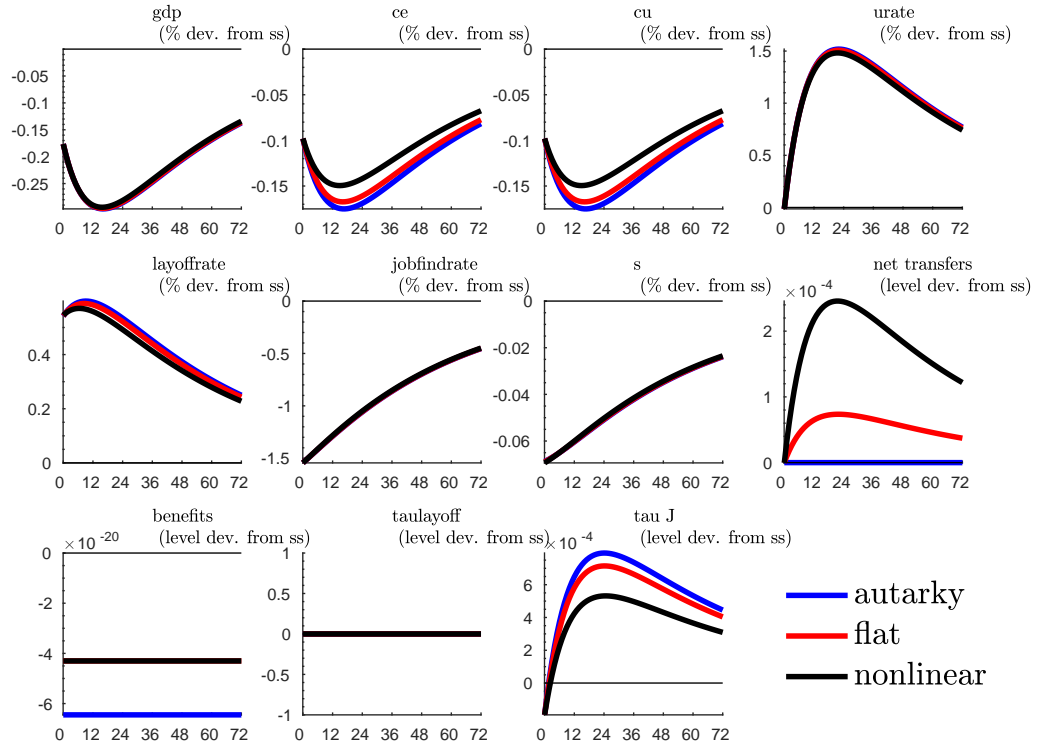 gdp
(% dev. from ss)
ce
(% dev. from ss)
cu
(% dev. from ss)
urate
(% dev. from ss)
-0.05
-0.1
-0.15
-0.2
-0.25
0 12 24 36 48 60 72
0
-0.05
-0.1
-0.15
0 12 24 36 48 60 72
0
-0.05
-0.1
-0.15
0 12 24 36 48 60 72
1.5
1
0.5
0
0 12 24 36 48 60 72
layoffrate
(% dev. from ss)
jobfindrate
(% dev. from ss)
s
(% dev. from ss)
net transfers
(level dev. from ss)
0.4
0.2
0
0 12 24 36 48 60 72
0
-0.5
-1
-1.5
0 12 24 36 48 60 72
0
-0.02
-0.04
-0.06
0 12 24 36 48 60 72
×10 -4
4
2
0
0 12 24 36 48 60 72
benefits
(level dev. from ss)
taulayoff
(level dev. from ss)
tau J
(level dev. from ss)
×10 -20
0
-2
-4
-6
0 12 24 36 48 60 72
1
0.5
0
-0.5
-1
0 12 24 36 48 60 72
×10 -4
6
4
2
0
0 12 24 36 48 60 72
autarky
flat
nonlinear